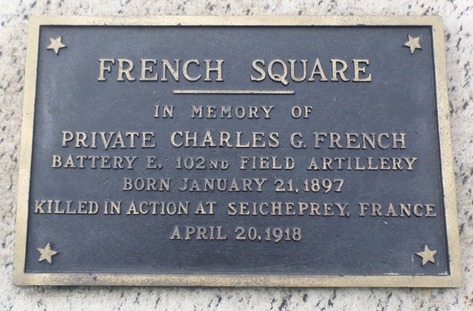 FRENCH SQUARE
IN MEMORY OF
PRIVATE CHARLES G. FRENCH
BATTERY E. 102ND FIELD ARTILLERY
BORN JANUARY 21, 1897
KILLED IN ACTION AT SEICHEPREY, FRANCE
APRIL 20, 1918